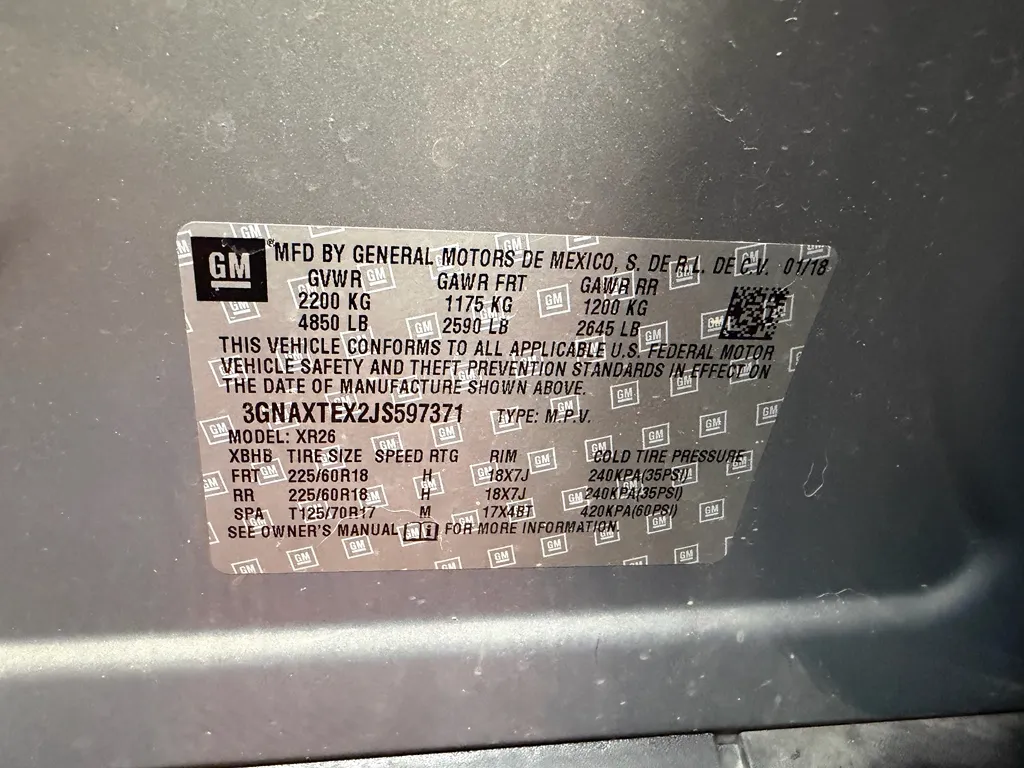 GM ® MFD BY GENERAL MOTORS DE MEXICO, S. DE R.L. DE C.V. 01/18
GVWR GAWR FRT GAWR RR
2200 KG 1175 KG 1200 KG
4850 LB 2590 LB 2645 LB
THIS VEHICLE CONFORMS TO ALL APPLICABLE U.S. FEDERAL MOTOR
VEHICLE SAFETY AND THEFT PREVENTION STANDARDS IN EFFECT ON
THE DATE OF MANUFACTURE SHOWN ABOVE.
3GNAXTEX2JS597371 TYPE: M.P.V.
MODEL: XR26
XBHB TIRE SIZE SPEED RTG RIM COLD TIRE PRESSURE
FRT 225/60R18 H 18X7J 240KPA(35PSI)
RR 225/60R18 H 18X7J 240KPA(35PSI)
SPA T125/70R17 M 17X4BT 420KPA(60PSI)
SEE OWNER'S MANUAL i FOR MORE INFORMATION